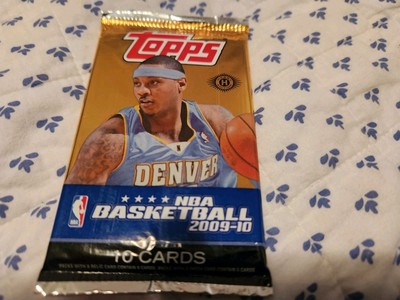 TOPPS
H
DENVER
NBA
BASKETBALL
2009-10
10 CARDS